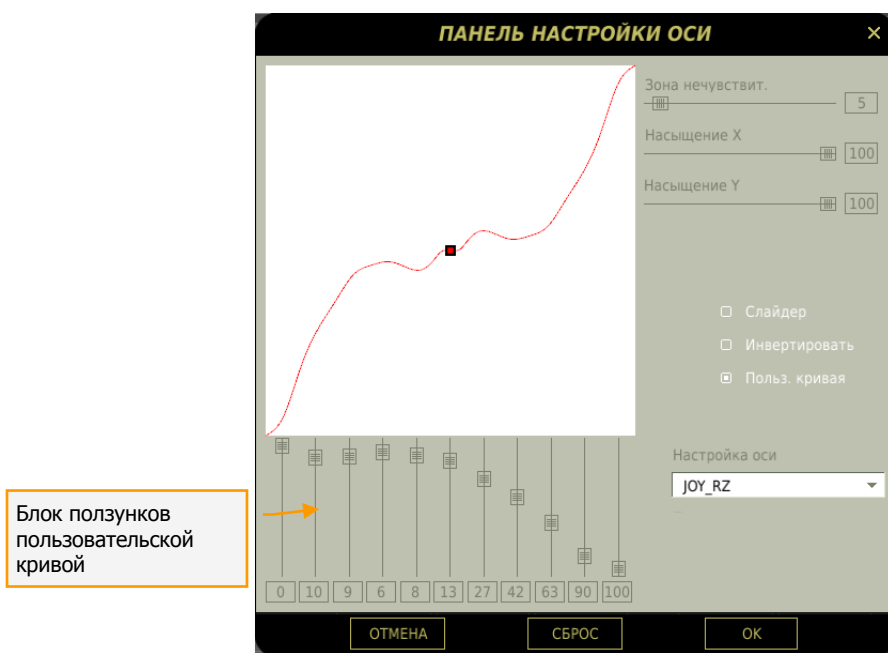 ПАНЕЛЬ НАСТРОЙКИ ОСИ
Зона нечувствит.
5
Насыщение X
100
Насыщение Y
100
Слайдер
Инвертировать
Польз. кривая
Настройка оси
JOY_RZ
Блок ползунков
пользовательской
кривой
0 10 9 6 8 13 27 42 63 90 100
ОТМЕНА СБРОС OK